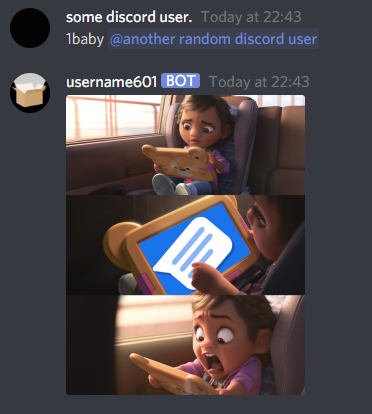 some discord user. Today at 22:43
1baby @another random discord user
username601 BOT Today at 22:43